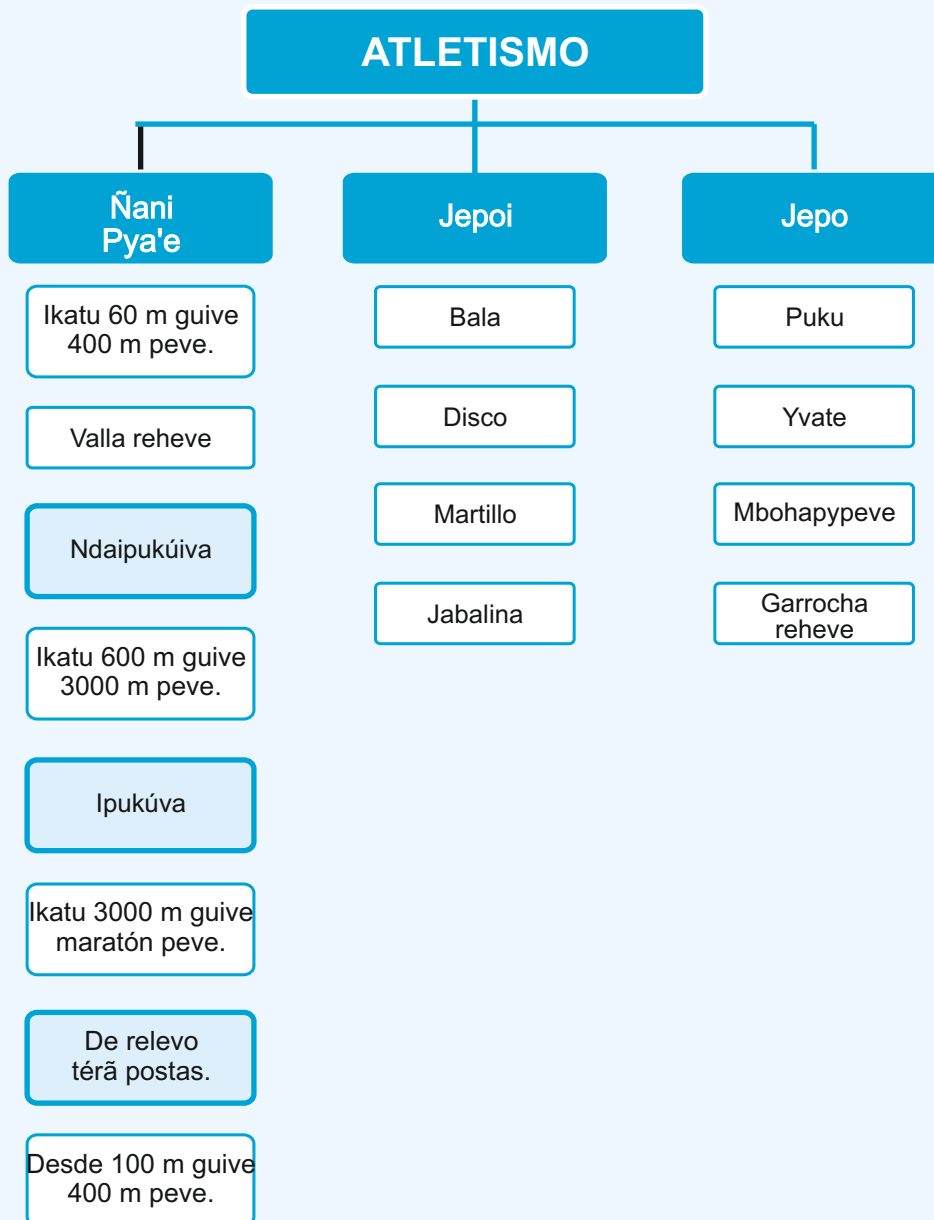 ATLETISMO
Ñani
Pya'e
Ikatu 60 m guive
400 m peve.
Valla reheve
Ndaipukúiva
Ikatu 600 m guive
3000 m peve.
Ipukúva
Ikatu 3000 m guive
maratón peve.
De relevo
térã postas.
Desde 100 m guive
400 m peve.
Jepoi
Bala
Disco
Martillo
Jabalina
Jepo
Puku
Yvate
Mbohapypeve
Garrocha
reheve